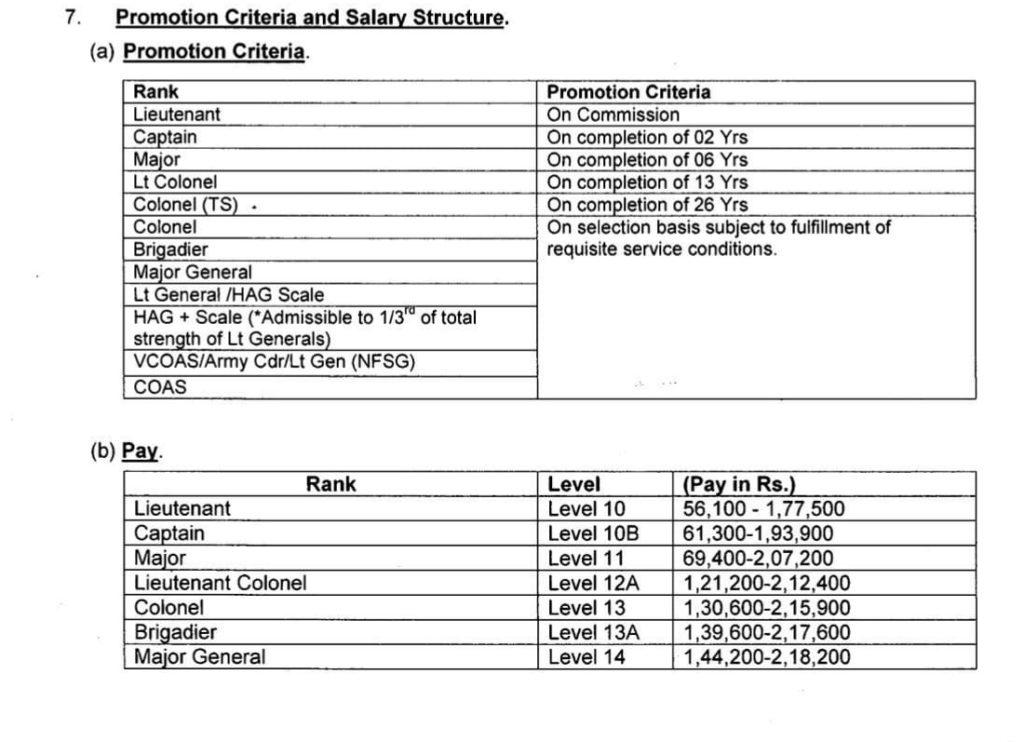 7. Promotion Criteria and Salary Structure.
(a) Promotion Criteria.
Rank Promotion Criteria
Lieutenant On Commission
Captain On completion of 02 Yrs
Major On completion of 06 Yrs
Lt Colonel On completion of 13 Yrs
Colonel (TS) On completion of 26 Yrs
Colonel On selection basis subject to fulfillment of
Brigadier requisite service conditions.
Major General
Lt General /HAG Scale
HAG + Scale (*Admissible to 1/3rd of total
strength of Lt Generals)
VCOAS/Army Cdr/Lt Gen (NFSG)
COAS
(b) Pay.
Rank Level (Pay in Rs.)
Lieutenant Level 10 56,100 - 1,77,500
Captain Level 10B 61,300-1,93,900
Major Level 11 69,400-2,07,200
Lieutenant Colonel Level 12A 1,21,200-2,12,400
Colonel Level 13 1,30,600-2,15,900
Brigadier Level 13A 1,39,600-2,17,600
Major General Level 14 1,44,200-2,18,200